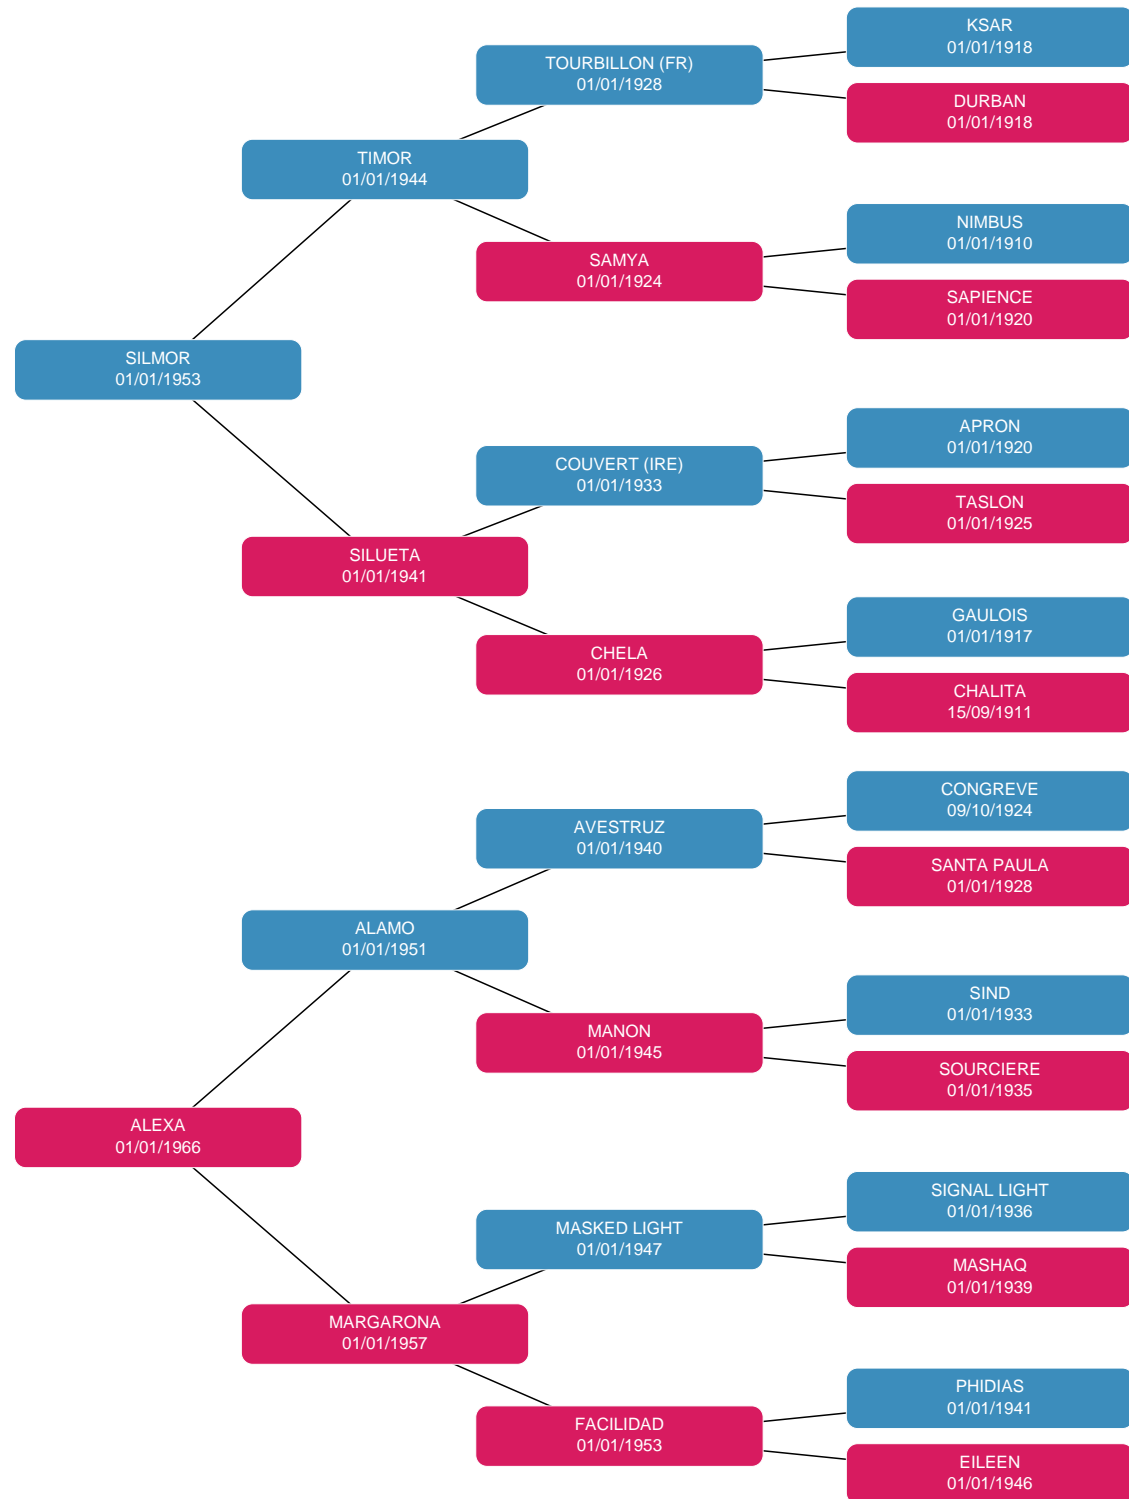 KSAR
01/01/1918
TOURBILLON (FR)
01/01/1928
DURBAN
01/01/1918
TIMOR
01/01/1944
NIMBUS
01/01/1910
SAMYA
01/01/1924
SAPIENCE
01/01/1920
SILMOR
01/01/1953
APRON
01/01/1920
COUVERT (IRE)
01/01/1933
TASLON
01/01/1925
SILUETA
01/01/1941
GAULOIS
01/01/1917
CHELA
01/01/1926
CHALITA
15/09/1911
CONGREVE
09/10/1924
AVESTRUZ
01/01/1940
SANTA PAULA
01/01/1928
ALAMO
01/01/1951
SIND
01/01/1933
MANON
01/01/1945
SOURCIERE
01/01/1935
ALEXA
01/01/1966
SIGNAL LIGHT
01/01/1936
MASKED LIGHT
01/01/1947
MASHAQ
01/01/1939
MARGARONA
01/01/1957
PHIDIAS
01/01/1941
FACILIDAD
01/01/1953
EILEEN
01/01/1946